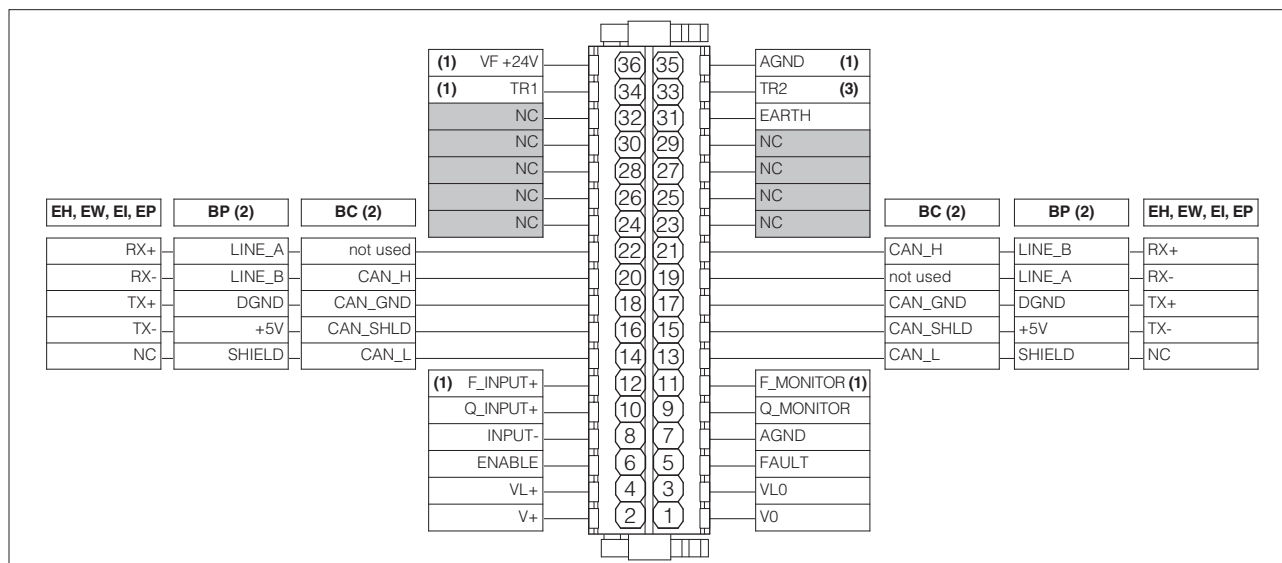 (1) VF +24V 36 35 AGND (1)
(1) TR1 34 33 TR2 (3)
NC 32 31 EARTH
NC 30 29 NC
NC 28 27 NC
NC 26 25 NC
EH, EW, EI, EP BP (2) BC (2) NC 24 23 NC BC (2) BP (2) EH, EW, EI, EP
RX+ LINE_A not used 22 21 CAN_H LINE_B RX+
RX- LINE_B CAN_H 20 19 not used LINE_A RX-
TX+ DGND CAN_GND 18 17 CAN_GND DGND TX+
TX- +5V CAN_SHLD 16 15 CAN_SHLD +5V TX-
NC SHIELD CAN_L 14 13 CAN_L SHIELD NC
(1) F_INPUT+ 12 11 F_MONITOR (1)
Q_INPUT+ 10 9 Q_MONITOR
INPUT- 8 7 AGND
ENABLE 6 5 FAULT
VL+ 4 3 VL0
V+ 2 1 V0